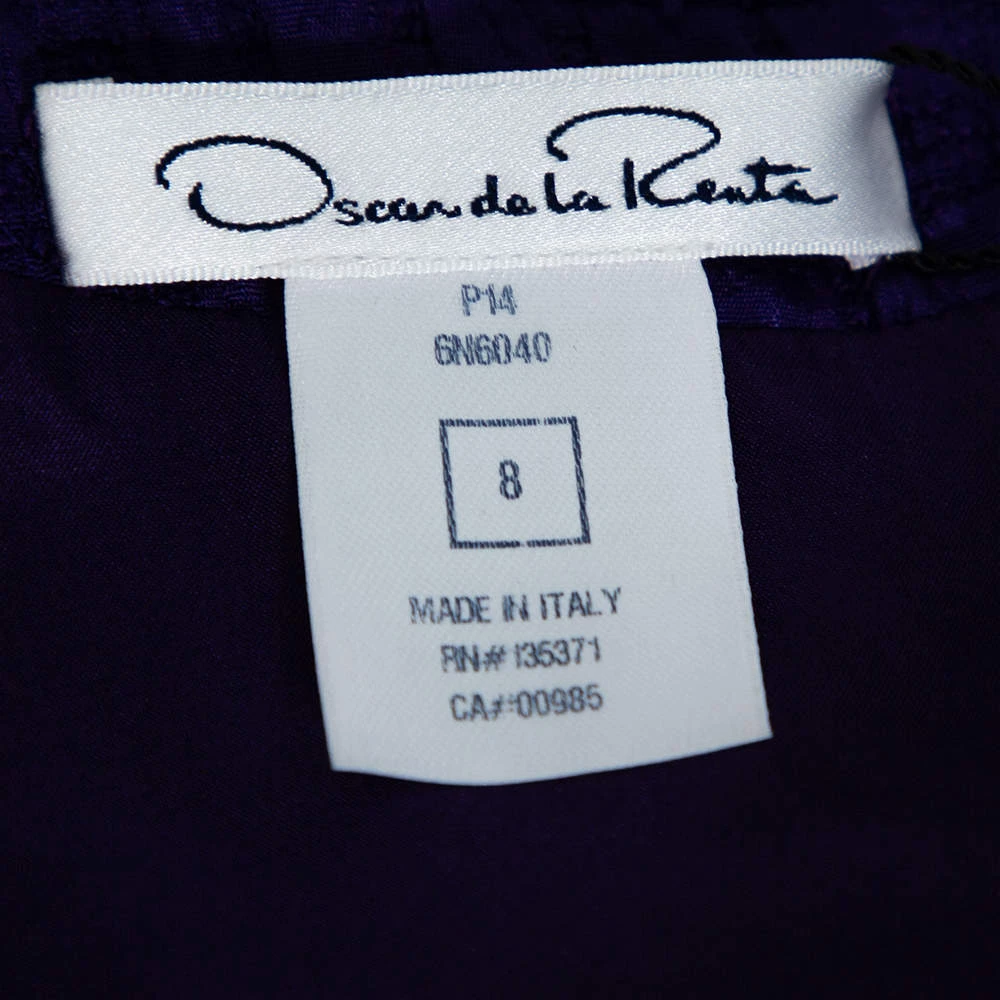 Oscar de la Renta
P14
6N6040
8
MADE IN ITALY
RN# 135371
CA# 00985